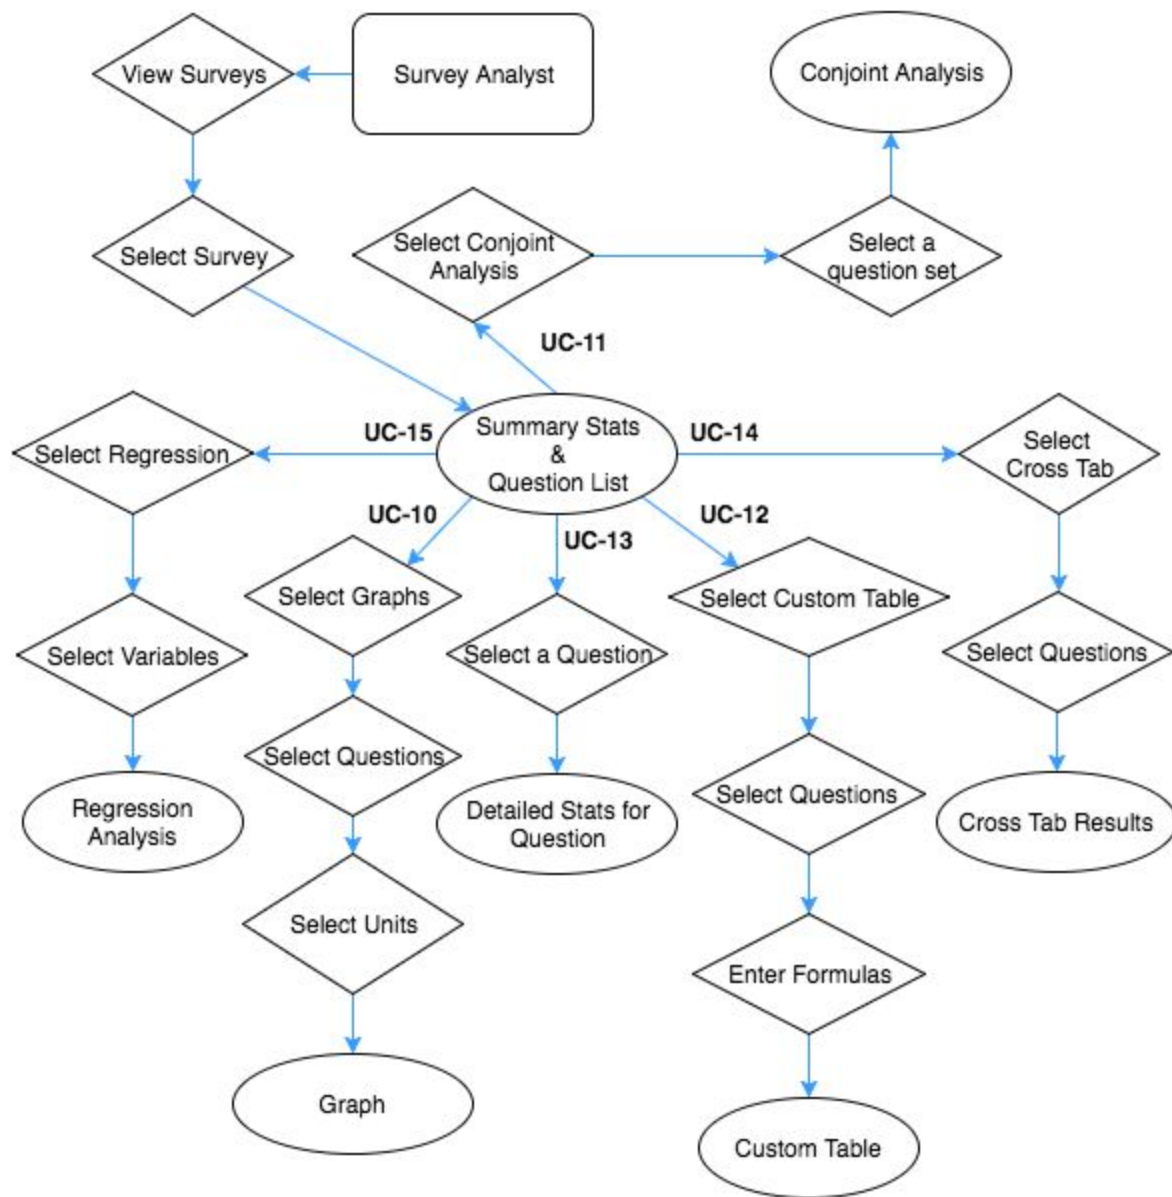 View Surveys
Survey Analyst
Conjoint Analysis
Select Survey
Select Conjoint
Analysis
Select a
question set
UC-11
UC-15
Summary Stats
&
Question List
UC-14
Select Regression
Select
Cross Tab
UC-10
UC-13
UC-12
Select Graphs
Select Custom Table
Select Variables
Select a Question
Select Questions
Select Questions
Select Questions
Regression
Analysis
Detailed Stats for
Question
Cross Tab Results
Select Units
Enter Formulas
Graph
Custom Table